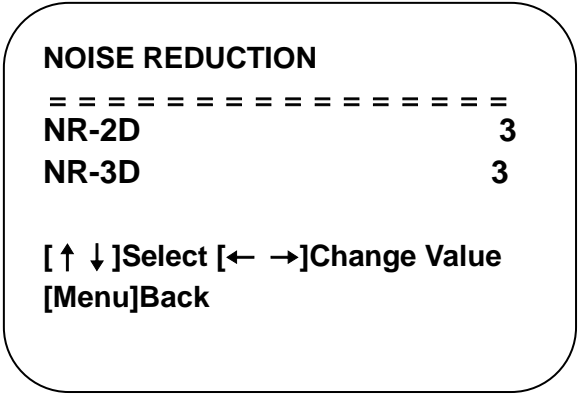 NOISE REDUCTION
= = = = = = = = = = = = = = = =
NR-2D 3
NR-3D 3
[↑ ↓]Select [← →]Change Value
[Menu]Back